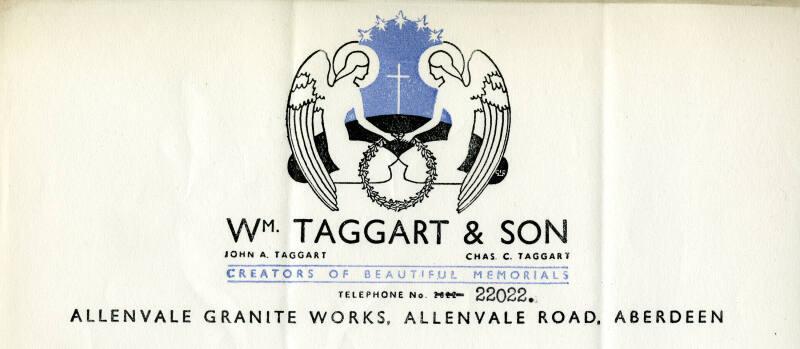 WM. TAGGART & SON
JOHN A. TAGGART CHAS. C. TAGGART
CREATORS OF BEAUTIFUL MEMORIALS
TELEPHONE No. 22022.
ALLENVALE GRANITE WORKS, ALLENVALE ROAD, ABERDEEN